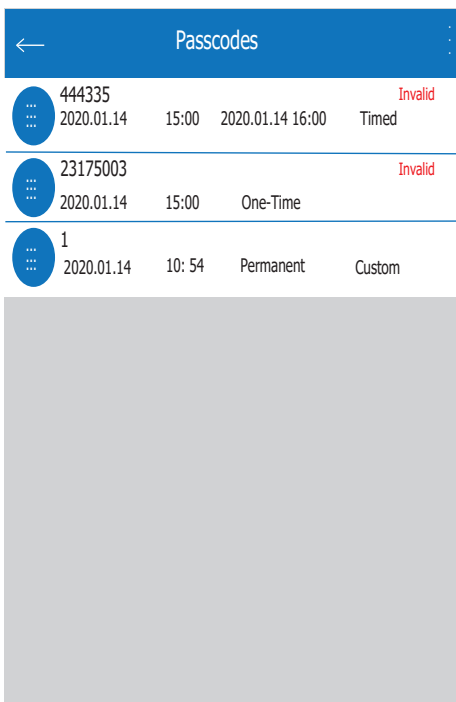 Passcodes
444335 Invalid
2020.01.14 15:00 2020.01.14 16:00 Timed
23175003 Invalid
2020.01.14 15:00 One-Time
1
2020.01.14 10: 54 Permanent Custom